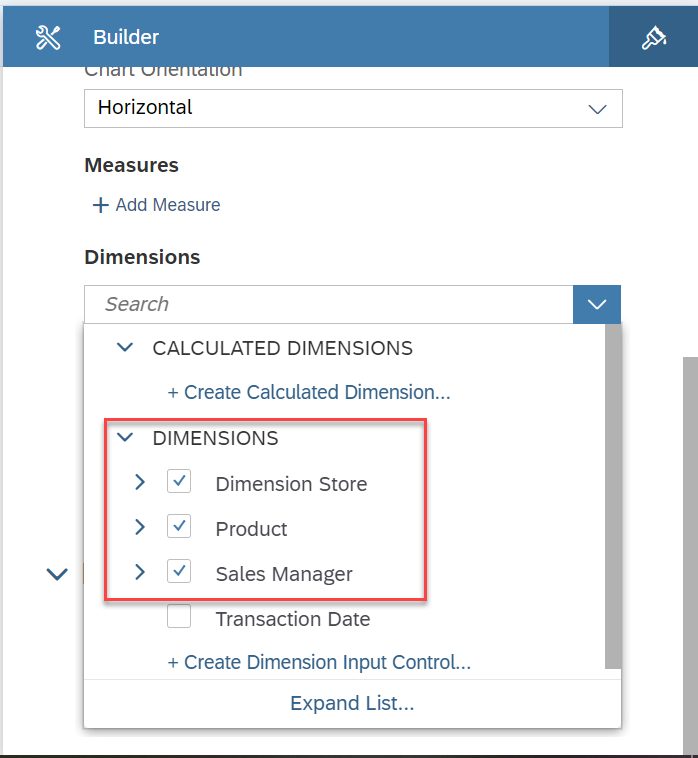 Builder
Chart Orientation
Horizontal
Measures
+ Add Measure
Dimensions
Search
CALCULATED DIMENSIONS
+ Create Calculated Dimension...
DIMENSIONS
Dimension Store
Product
Sales Manager
Transaction Date
+ Create Dimension Input Control...
Expand List...